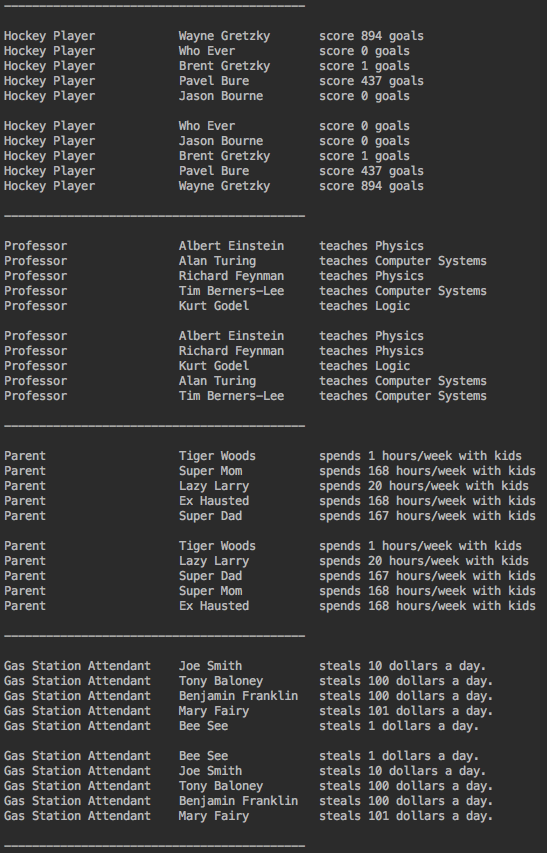 ___________________________________________
Hockey Player            Wayne Gretzky       score 894 goals
Hockey Player            Who Ever            score 0 goals
Hockey Player            Brent Gretzky       score 1 goals
Hockey Player            Pavel Bure          score 437 goals
Hockey Player            Jason Bourne        score 0 goals
Hockey Player            Who Ever            score 0 goals
Hockey Player            Jason Bourne        score 0 goals
Hockey Player            Brent Gretzky       score 1 goals
Hockey Player            Pavel Bure          score 437 goals
Hockey Player            Wayne Gretzky       score 894 goals
___________________________________________
Professor                Albert Einstein     teaches Physics
Professor                Alan Turing         teaches Computer Systems
Professor                Richard Feynman     teaches Physics
Professor                Tim Berners-Lee     teaches Computer Systems
Professor                Kurt Godel          teaches Logic
Professor                Albert Einstein     teaches Physics
Professor                Richard Feynman     teaches Physics
Professor                Kurt Godel          teaches Logic
Professor                Alan Turing         teaches Computer Systems
Professor                Tim Berners-Lee     teaches Computer Systems
___________________________________________
Parent                   Tiger Woods         spends 1 hours/week with kids
Parent                   Super Mom           spends 168 hours/week with kids
Parent                   Lazy Larry          spends 20 hours/week with kids
Parent                   Ex Hausted          spends 168 hours/week with kids
Parent                   Super Dad           spends 167 hours/week with kids
Parent                   Tiger Woods         spends 1 hours/week with kids
Parent                   Lazy Larry          spends 20 hours/week with kids
Parent                   Super Dad           spends 167 hours/week with kids
Parent                   Super Mom           spends 168 hours/week with kids
Parent                   Ex Hausted          spends 168 hours/week with kids
___________________________________________
Gas Station Attendant    Joe Smith           steals 10 dollars a day.
Gas Station Attendant    Tony Baloney        steals 100 dollars a day.
Gas Station Attendant    Benjamin Franklin   steals 100 dollars a day.
Gas Station Attendant    Mary Fairy          steals 101 dollars a day.
Gas Station Attendant    Bee See             steals 1 dollars a day.
Gas Station Attendant    Bee See             steals 1 dollars a day.
Gas Station Attendant    Joe Smith           steals 10 dollars a day.
Gas Station Attendant    Tony Baloney        steals 100 dollars a day.
Gas Station Attendant    Benjamin Franklin   steals 100 dollars a day.
Gas Station Attendant    Mary Fairy          steals 101 dollars a day.
___________________________________________